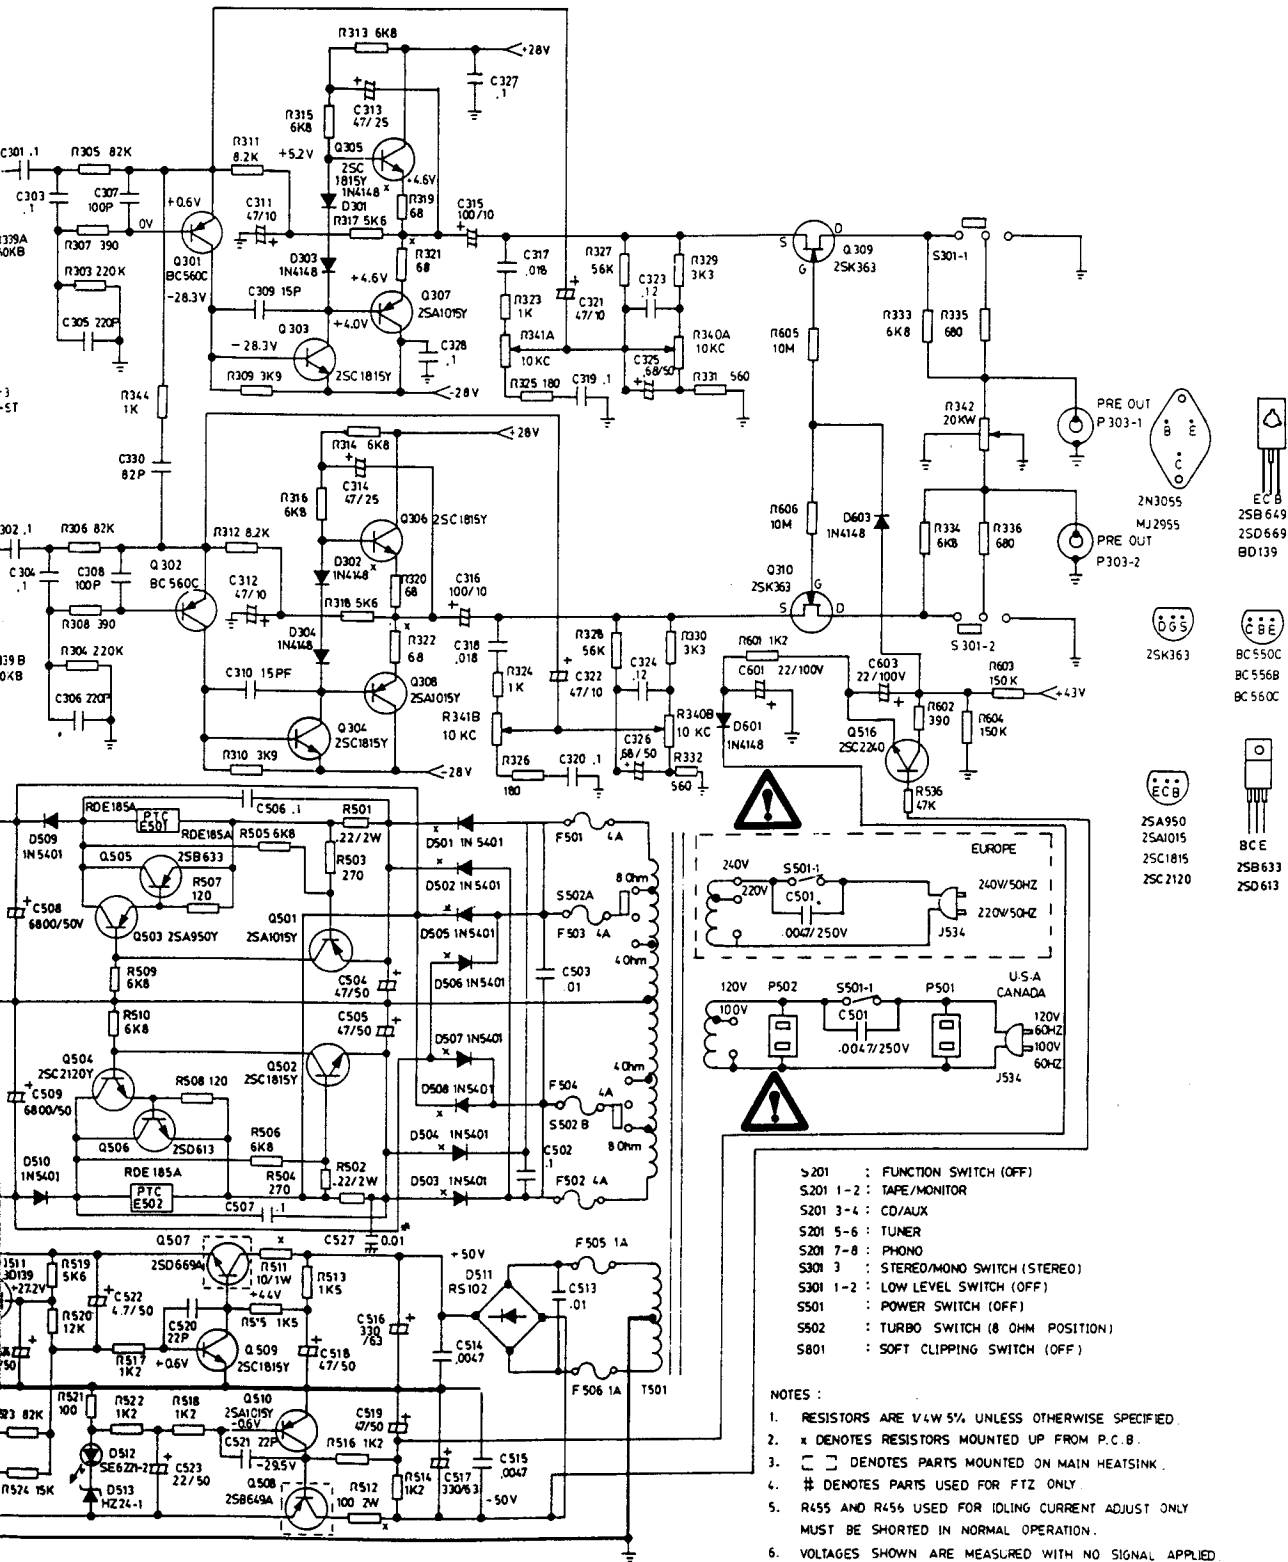 R313 6K8
+28V
C327
.1
C313
47/25
R315
6K8
Q305
2SC
1815Y
+5.2V
1N4148
D301
x
+4.6V
R319
68
C301 .1
R305 82K
R311
8.2K
C303
.1
C307
100P
+0.6V
C311
47/10
R317 5K6
C315
100/10
0V
R307 390
Q301
BC560C
D303
1N4148
x
R321
68
R303 220K
-28.3V
C309 15P
+4.6V
Q307
2SA1015Y
C305 220P
Q303
+4.0V
-28.3V
2SC1815Y
C328
.1
R309 3K9
-28V
C317
.018
R323
1K
C321
47/10
R341A
10KC
R325 180
C319 .1
R327
56K
C323
.12
R329
3K3
R340A
10KC
C325
.68/50
R331 560
S
D
G
Q309
2SK363
S301-1
R605
10M
R333
6K8
R335
680
R342
20KW
PRE OUT
P303-1
B E
C
2N3055
MJ2955
E C B
2SB649
2SD669
BD139
R344
1K
C330
82P
+28V
R314 6K8
C314
47/25
R316
6K8
Q306 2SC1815Y
D302
1N4148
x
R320
68
C316
100/10
R306 82K
R312 8.2K
C304
.1
C308
100P
Q302
BC560C
C312
47/10
R318 5K6
R308 390
D304
1N4148
x
R322
68
R304 220K
C310 15PF
Q308
2SA1015Y
C306 220P
Q304
2SC1815Y
R310 3K9
-28V
C318
.018
R324
1K
C322
47/10
R341B
10 KC
R326
180
C320 .1
R328
56K
C324
.12
R330
3K3
R340B
10 KC
C326
.68/50
R332
560
R606
10M
D603
1N4148
Q310
2SK363
G
S
D
R334
6K8
R336
680
PRE OUT
P303-2
S301-2
D G S
2SK363
C B E
BC550C
BC556B
BC560C
R601 1K2
C601
22/100V
C603
22/100V
R603
150K
+43V
R602
390
R604
150K
D601
1N4148
Q516
2SC2240
R536
47K
E C B
2SA950
2SA1015
2SC1815
2SC2120
B C E
2SB633
2SD613
RDE185A
PTC
E501
C506 .1
R501
.22/2W
D509
1N5401
RDE185A
R505 6K8
Q505
2SB633
R503
270
R507
120
C508
6800/50V
Q503 2SA950Y
Q501
2SA1015Y
R509
6K8
C504
47/50
R510
6K8
C505
47/50
Q504
2SC2120Y
Q502
2SC1815Y
C509
6800/50
R508 120
Q506
2SD613
R506
6K8
D510
1N5401
RDE185A
PTC
E502
R504
270
R502
.22/2W
C507 .1
C527
0.01
x
D501 1N5401
D502 1N5401
x
D505 1N5401
x
D506 1N5401
D507 1N5401
x
D508 1N5401
x
D504 1N5401
x
D503 1N5401
x
F501 4A
S502A
F503 4A
8 Ohm
4 Ohm
C503
.01
4 Ohm
F504 4A
S502 B
8 Ohm
C502
.1
F502 4A
EUROPE
240V
220V
S501-1
C501
.0047/250V
240V/50HZ
220V/50HZ
J534
U.S.A
CANADA
120V
100V
P502
S501-1
C501
.0047/250V
P501
120V
60HZ
100V
60HZ
J534
Q507
2SD669A
x
R511
10/1W
+44V
R513
1K5
+50V
D511
RS102
F505 1A
C513
.01
R519
5K6
+27.2V
C522
4.7/50
C520
22P
R515 1K5
C516
330
/63
R520
12K
R517
1K2
+0.6V
Q509
2SC1815Y
C518
47/50
C514
.0047
F506 1A
T501
R521
100
R522
1K2
R518
1K2
Q510
2SA1015Y
-0.6V
C519
47/50
C521 22P
R516 1K2
D512
SE6271-2
-29.5V
C523
22/50
Q508
2SB649A
R514
1K2
C517
330/63
C515
.0047
D513
HZ24-1
R512
100 2W
x
-50V
R524 15K
S201 : FUNCTION SWITCH (OFF)
S201 1-2 : TAPE/MONITOR
S201 3-4 : CD/AUX
S201 5-6 : TUNER
S201 7-8 : PHONO
S301 3 : STEREO/MONO SWITCH (STEREO)
S301 1-2 : LOW LEVEL SWITCH (OFF)
S501 : POWER SWITCH (OFF)
S502 : TURBO SWITCH (8 OHM POSITION)
S801 : SOFT CLIPPING SWITCH (OFF)
NOTES :
1. RESISTORS ARE 1/4W 5% UNLESS OTHERWISE SPECIFIED.
2. x DENOTES RESISTORS MOUNTED UP FROM P.C.B.
3. DENOTES PARTS MOUNTED ON MAIN HEATSINK.
4. # DENOTES PARTS USED FOR FTZ ONLY
5. R455 AND R456 USED FOR IDLING CURRENT ADJUST ONLY
MUST BE SHORTED IN NORMAL OPERATION.
6. VOLTAGES SHOWN ARE MEASURED WITH NO SIGNAL APPLIED.